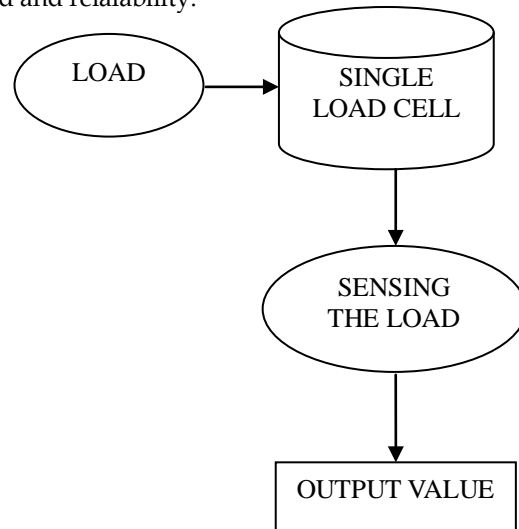 d and relaiability.
LOAD
SINGLE
LOAD CELL
SENSING
THE LOAD
OUTPUT VALUE